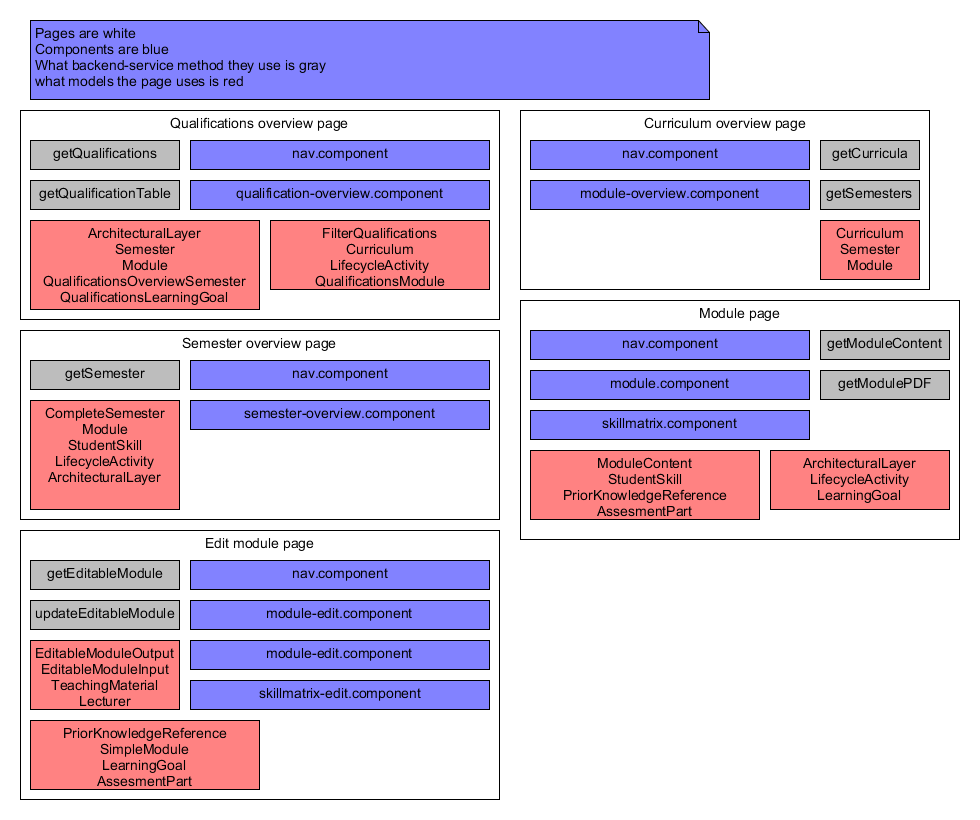 Pages are white
Components are blue
What backend-service method they use is gray
what models the page uses is red
Qualifications overview page
getQualifications
nav.component
getQualificationTable
qualification-overview.component
ArchitecturalLayer
Semester
Module
QualificationsOverviewSemester
QualificationsLearningGoal
FilterQualifications
Curriculum
LifecycleActivity
QualificationsModule
Curriculum overview page
nav.component
getCurricula
module-overview.component
getSemesters
Curriculum
Semester
Module
Semester overview page
getSemester
nav.component
CompleteSemester
Module
StudentSkill
LifecycleActivity
ArchitecturalLayer
semester-overview.component
Module page
nav.component
getModuleContent
module.component
getModulePDF
skillmatrix.component
ModuleContent
StudentSkill
PriorKnowledgeReference
AssesmentPart
ArchitecturalLayer
LifecycleActivity
LearningGoal
Edit module page
getEditableModule
nav.component
updateEditableModule
module-edit.component
EditableModuleOutput
EditableModuleInput
TeachingMaterial
Lecturer
module-edit.component
skillmatrix-edit.component
PriorKnowledgeReference
SimpleModule
LearningGoal
AssesmentPart